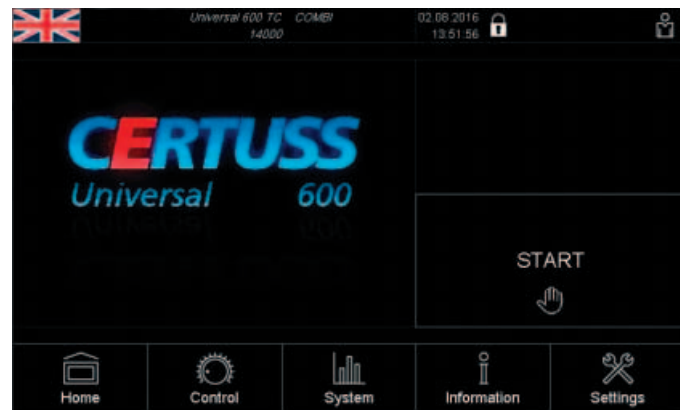 Universal 600 TC COMBI
14000
02.08.2016
13:51:56
CERTUSS
Universal 600
START
Home
Control
System
Information
Settings